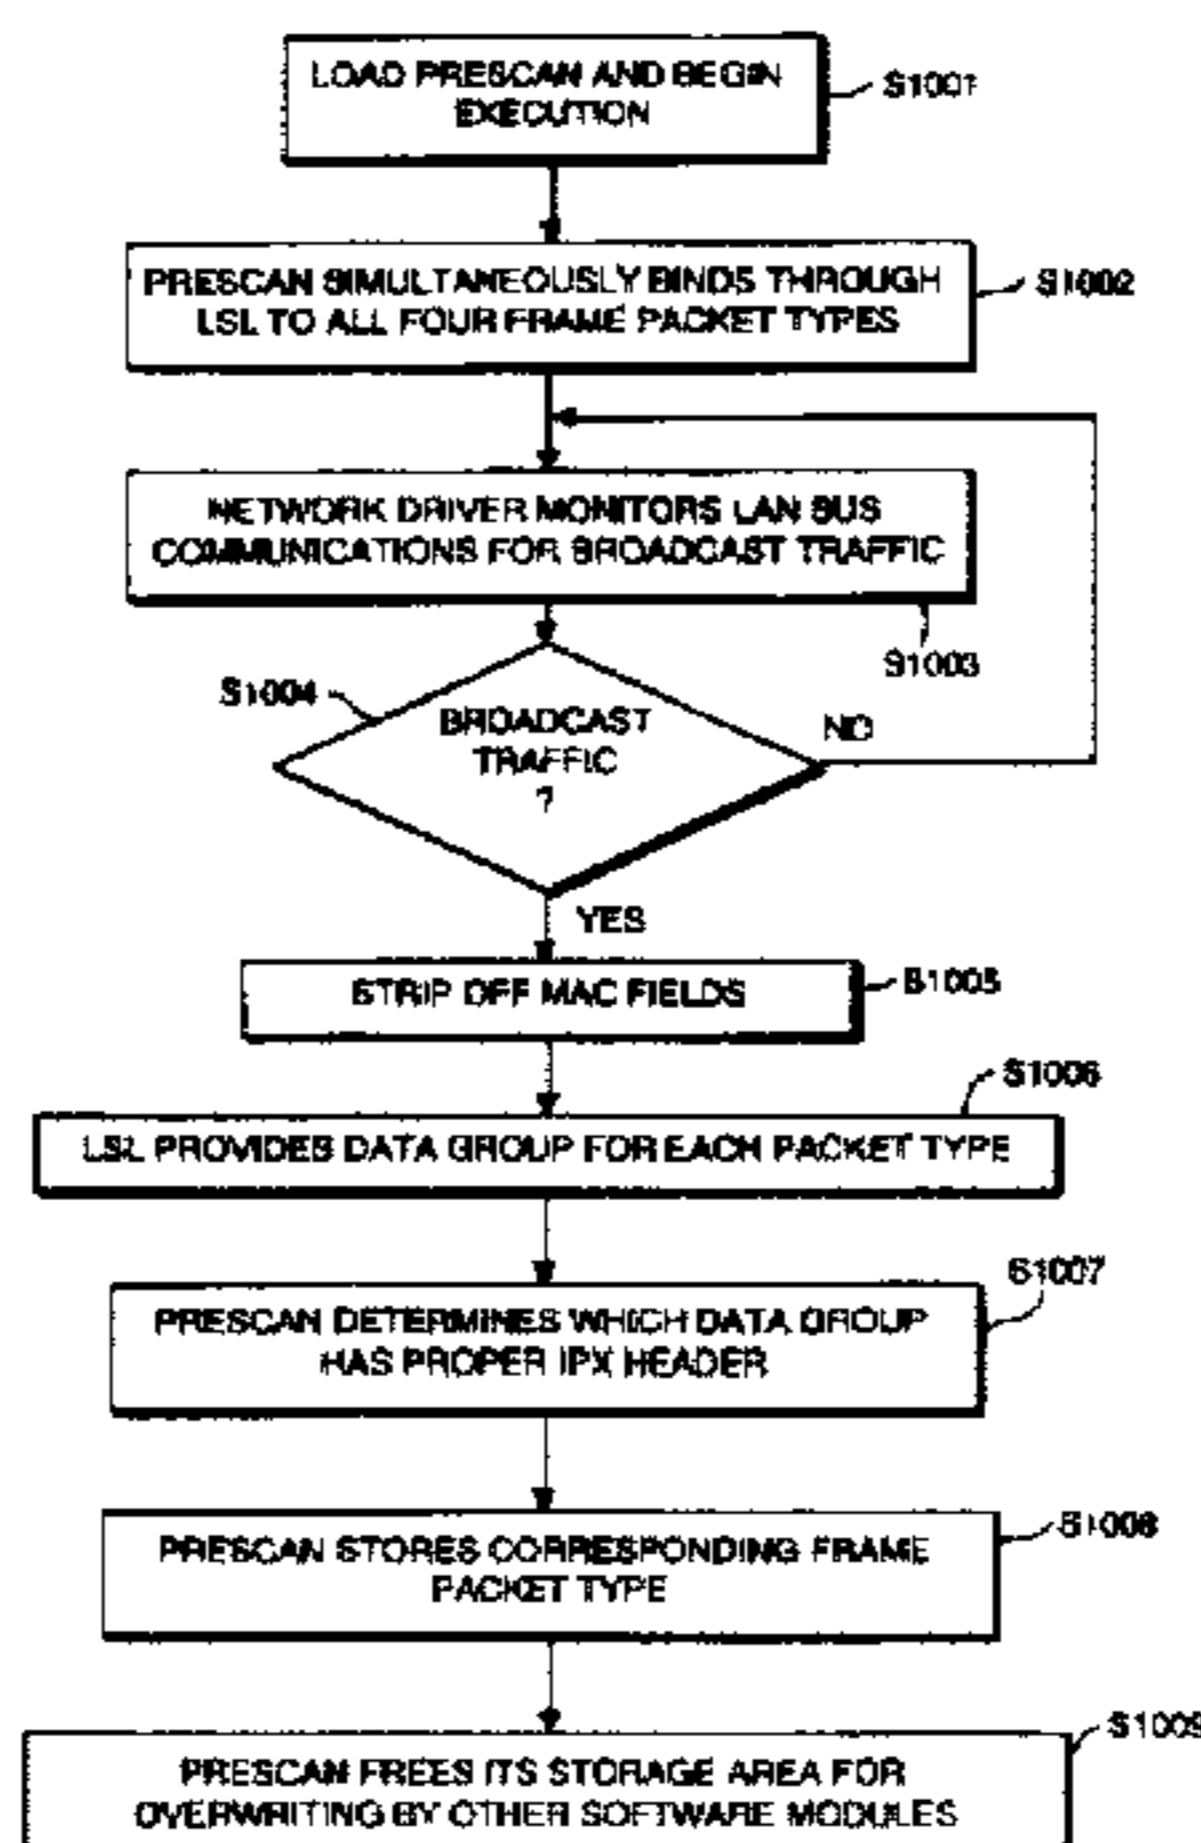 LOAD PRESCAN AND BEGIN
EXECUTION
S1001
PRESCAN SIMULTANEOUSLY BINDS THROUGH
LSL TO ALL FOUR FRAME PACKET TYPES
S1002
NETWORK DRIVER MONITORS LAN BUS
COMMUNICATIONS FOR BROADCAST TRAFFIC
S1003
S1004
BROADCAST
TRAFFIC
?
NO
YES
STRIP OFF MAC FIELDS
S1005
S1006
LSL PROVIDES DATA GROUP FOR EACH PACKET TYPE
S1007
PRESCAN DETERMINES WHICH DATA GROUP
HAS PROPER IPX HEADER
S1008
PRESCAN STORES CORRESPONDING FRAME
PACKET TYPE
S1009
PRESCAN FREES ITS STORAGE AREA FOR
OVERWRITING BY OTHER SOFTWARE MODULES